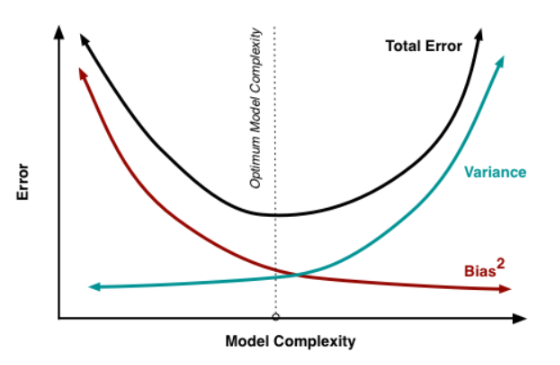 Total Error
Optimum Model Complexity
Error
Variance
Bias²
Model Complexity